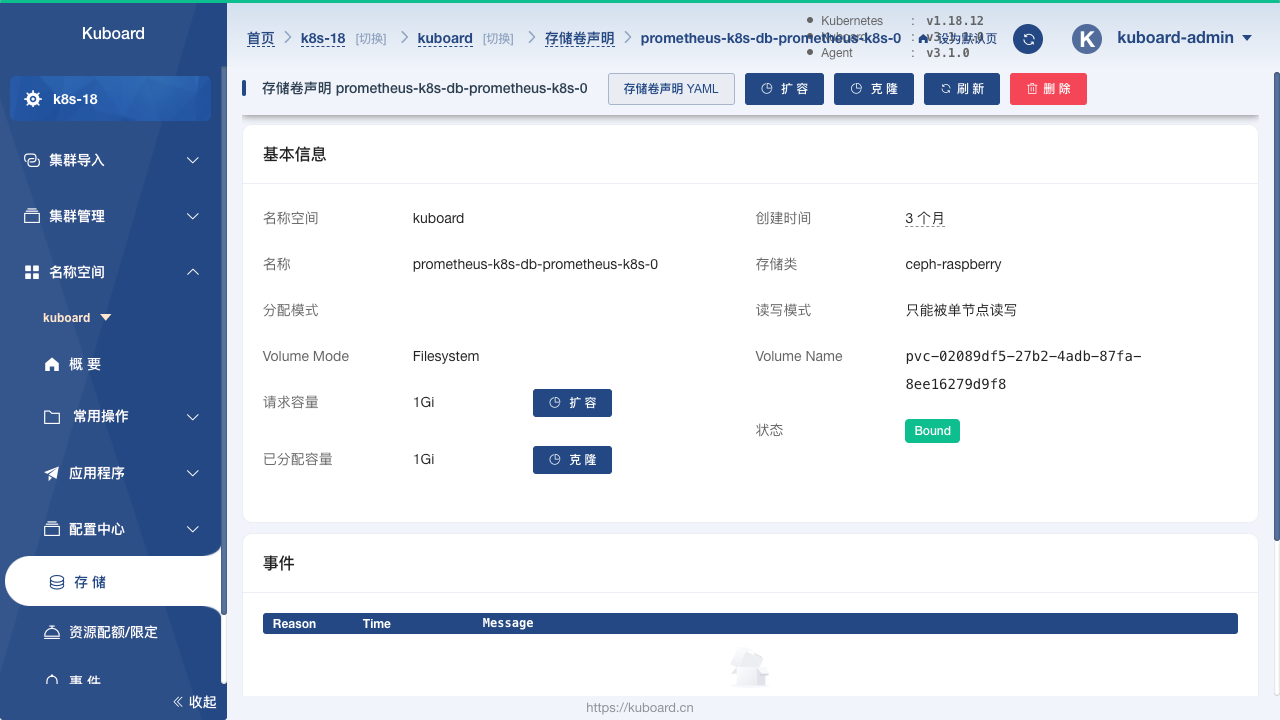 Kuboard
k8s-18
集群导入
集群管理
名称空间
kuboard
概 要
常用操作
应用程序
配置中心
存 储
资源配额/限定
事 件
收起
首页 k8s-18 [切换] kuboard [切换] 存储卷声明 prometheus-k8s-db-prometheus-k8s-0 设为默认页
Kubernetes : v1.18.12
Agent : v3.1.0
kuboard-admin
K
存储卷声明 prometheus-k8s-db-prometheus-k8s-0 存储卷声明 YAML 扩 容 克 隆 刷 新 删 除
基本信息
名称空间 kuboard 创建时间 3 个月
名称 prometheus-k8s-db-prometheus-k8s-0 存储类 ceph-raspberry
分配模式 读写模式 只能被单节点读写
Volume Mode Filesystem Volume Name pvc-02089df5-27b2-4adb-87fa-
8ee16279d9f8
请求容量 1Gi 扩 容
状态 Bound
已分配容量 1Gi 克 隆
事件
Reason Time Message
https://kuboard.cn